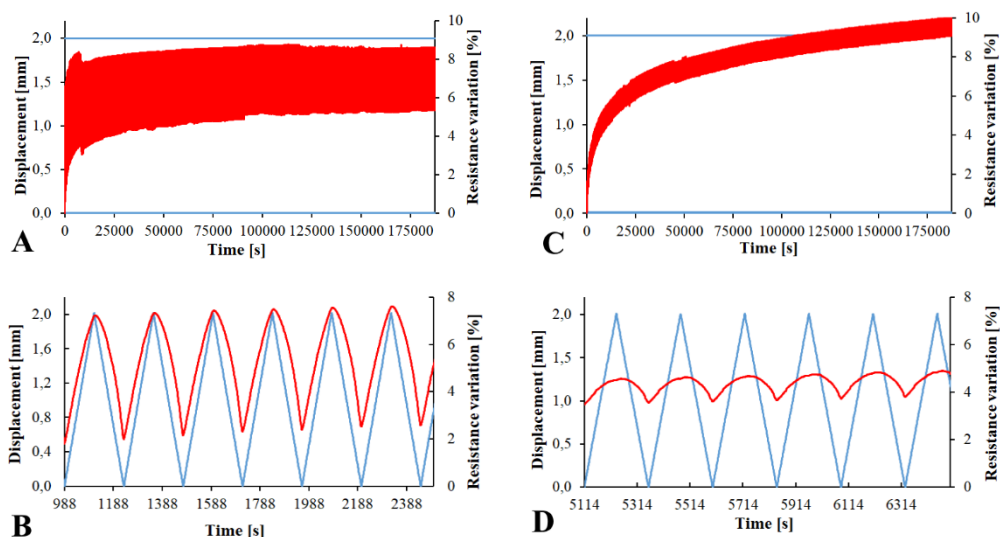 Displacement [mm]
2,0
1,5
1,0
0,5
0,0
10
8
6
4
2
0
Resistance variation [%]
0 25000 50000 75000 100000 125000 150000 175000
Time [s]
A
Displacement [mm]
2,0
1,5
1,0
0,5
0,0
10
8
6
4
2
0
Resistance variation [%]
0 25000 50000 75000 100000 125000 150000 175000
Time [s]
C
Displacement [mm]
2,0
1,6
1,2
0,8
0,4
0,0
8
6
4
2
0
Resistance variation [%]
988 1188 1388 1588 1788 1988 2188 2388
Time [s]
B
Displacement [mm]
2,0
1,5
1,0
0,5
0,0
8
6
4
2
0
Resistance variation [%]
5114 5314 5514 5714 5914 6114 6314
Time [s]
D